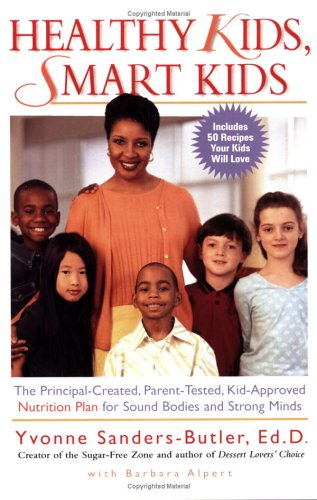 HEALTHY KIDS,
SMART KIDS
Includes
50 Recipes
Your Kids
Will Love
The Principal-Created, Parent-Tested, Kid-Approved
Nutrition Plan for Sound Bodies and Strong Minds
Yvonne Sanders-Butler, Ed.D.
Creator of the Sugar-Free Zone and author of Dessert Lovers' Choice
with Barbara Alpert